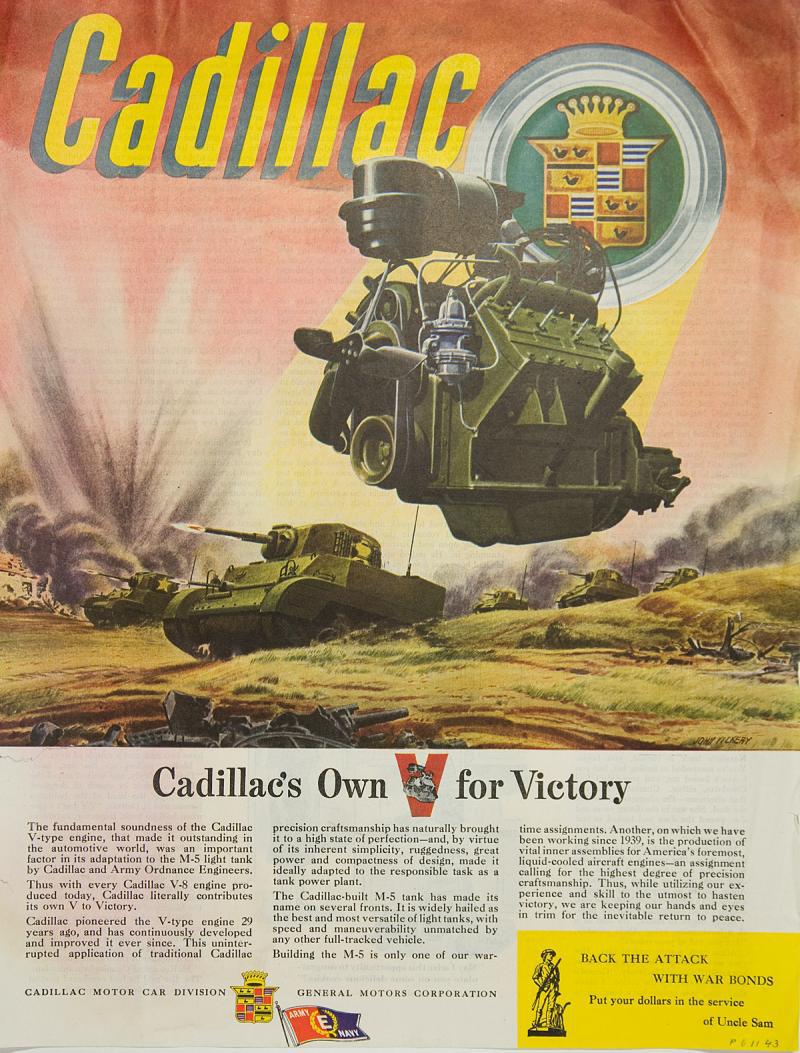 Cadillac
JOHN VICKERY
Cadillac's Own V for Victory
The fundamental soundness of the Cadillac
V-type engine, that made it outstanding in
the automotive world, was an important
factor in its adaptation to the M-5 light tank
by Cadillac and Army Ordnance Engineers.
Thus with every Cadillac V-8 engine pro-
duced today, Cadillac literally contributes
its own V to Victory.
Cadillac pioneered the V-type engine 29
years ago, and has continuously developed
and improved it ever since. This uninter-
rupted application of traditional Cadillac
precision craftsmanship has naturally brought
it to a high state of perfection—and, by virtue
of its inherent simplicity, ruggedness, great
power and compactness of design, made it
ideally adapted to the responsible task as a
tank power plant.
The Cadillac-built M-5 tank has made its
name on several fronts. It is widely hailed as
the best and most versatile of light tanks, with
speed and maneuverability unmatched by
any other full-tracked vehicle.
Building the M-5 is only one of our war-
time assignments. Another, on which we have
been working since 1939, is the production of
vital inner assemblies for America's foremost,
liquid-cooled aircraft engines—an assignment
calling for the highest degree of precision
craftsmanship. Thus, while utilizing our ex-
perience and skill to the utmost to hasten
victory, we are keeping our hands and eyes
in trim for the inevitable return to peace.
CADILLAC MOTOR CAR DIVISION GENERAL MOTORS CORPORATION
ARMY E NAVY
BACK THE ATTACK
WITH WAR BONDS
Put your dollars in the service
of Uncle Sam
P 6 11 43